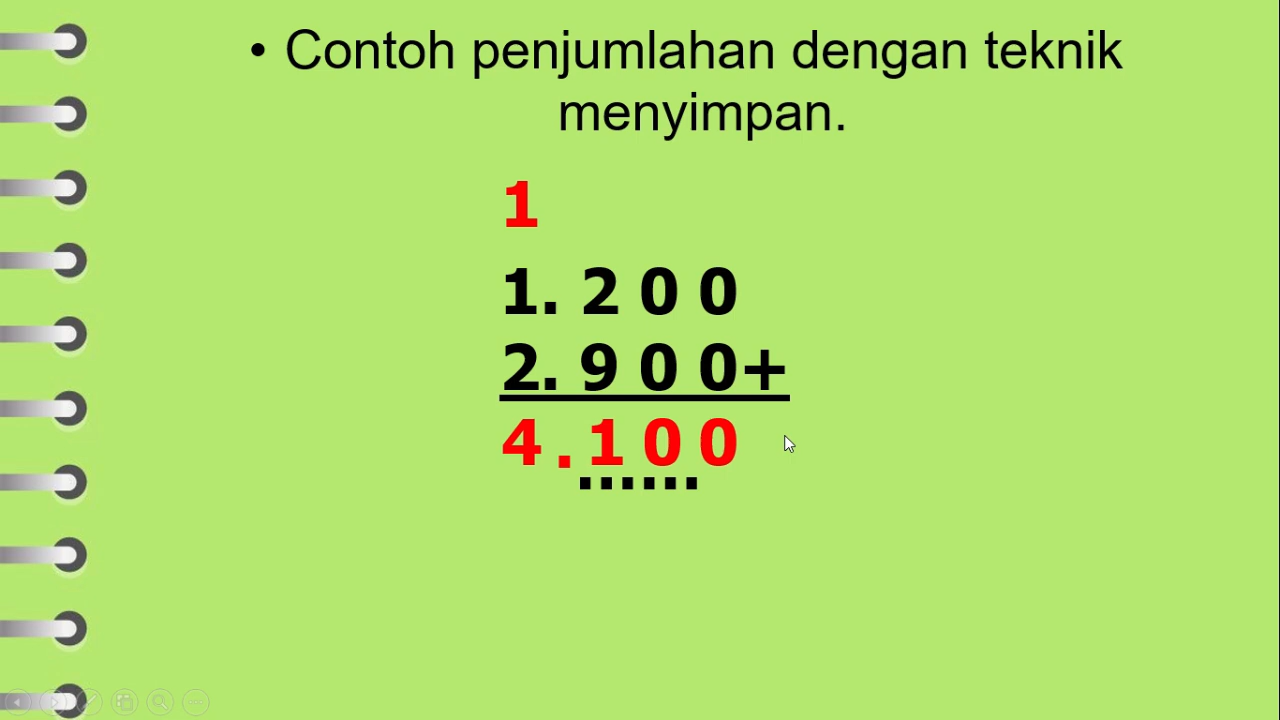 • Contoh penjumlahan dengan teknik
menyimpan.
1
1. 2 0 0
2. 9 0 0+
4 . 1 0 0
......